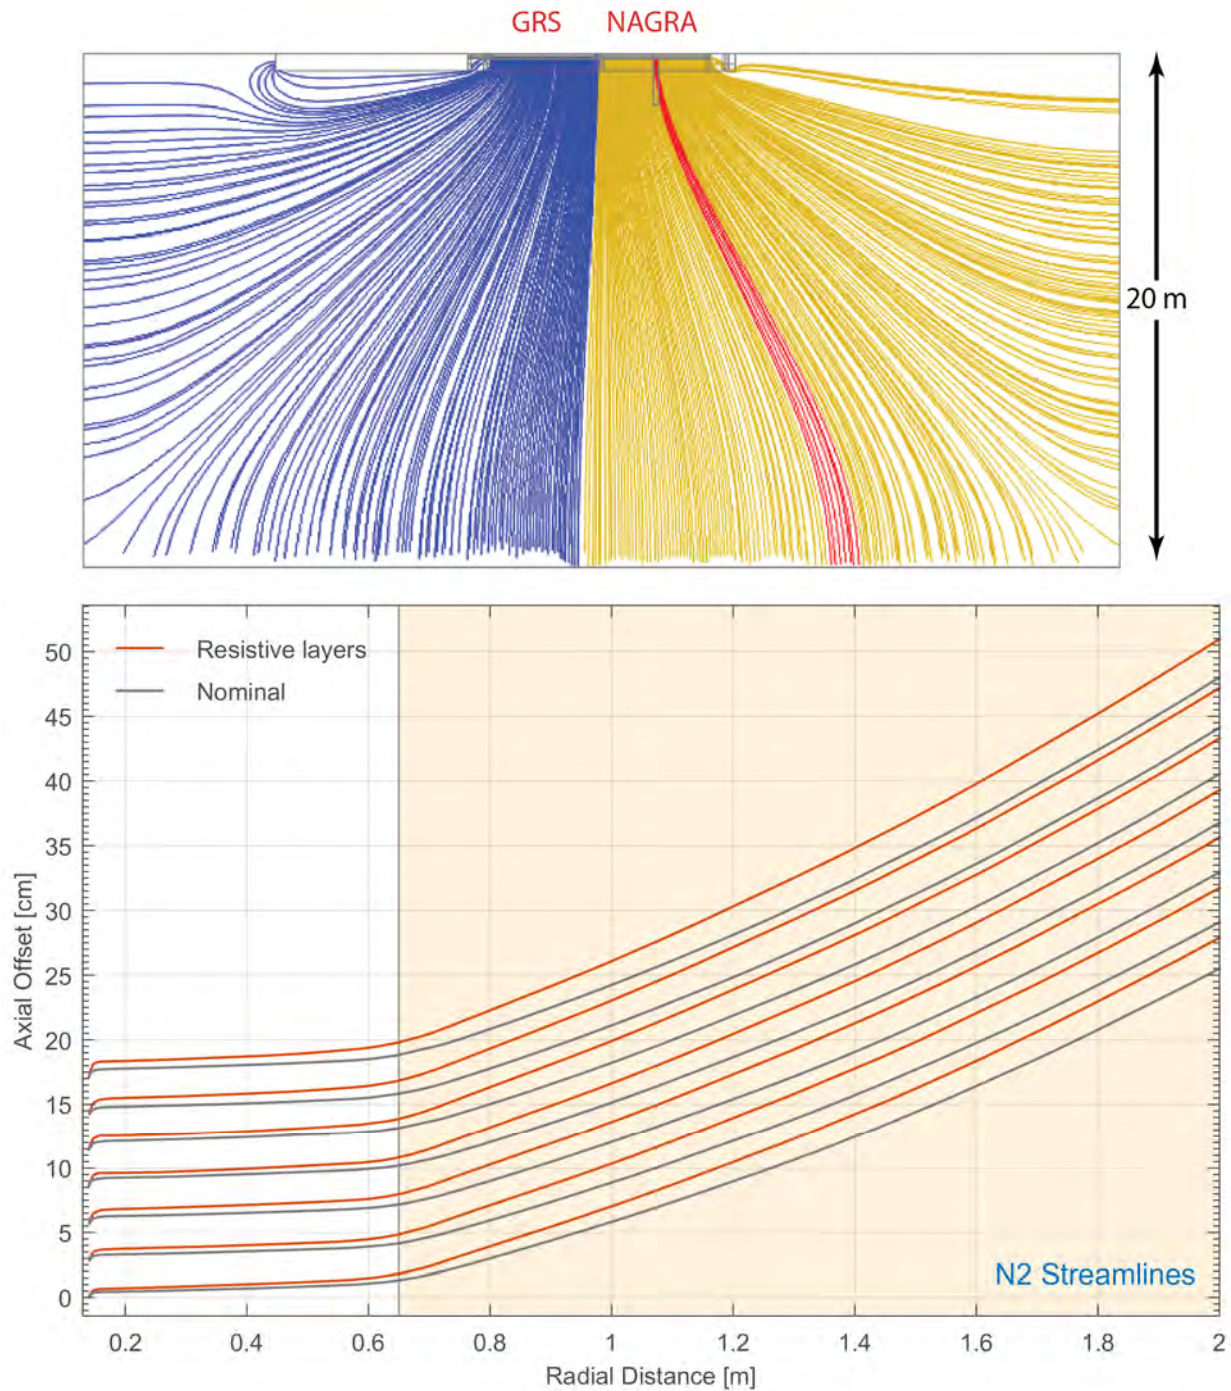 GRS NAGRA
20 m
Resistive layers
Nominal
50
45
40
35
30
25
20
15
10
5
0
Axial Offset [cm]
N2 Streamlines
0.2 0.4 0.6 0.8 1 1.2 1.4 1.6 1.8 2
Radial Distance [m]